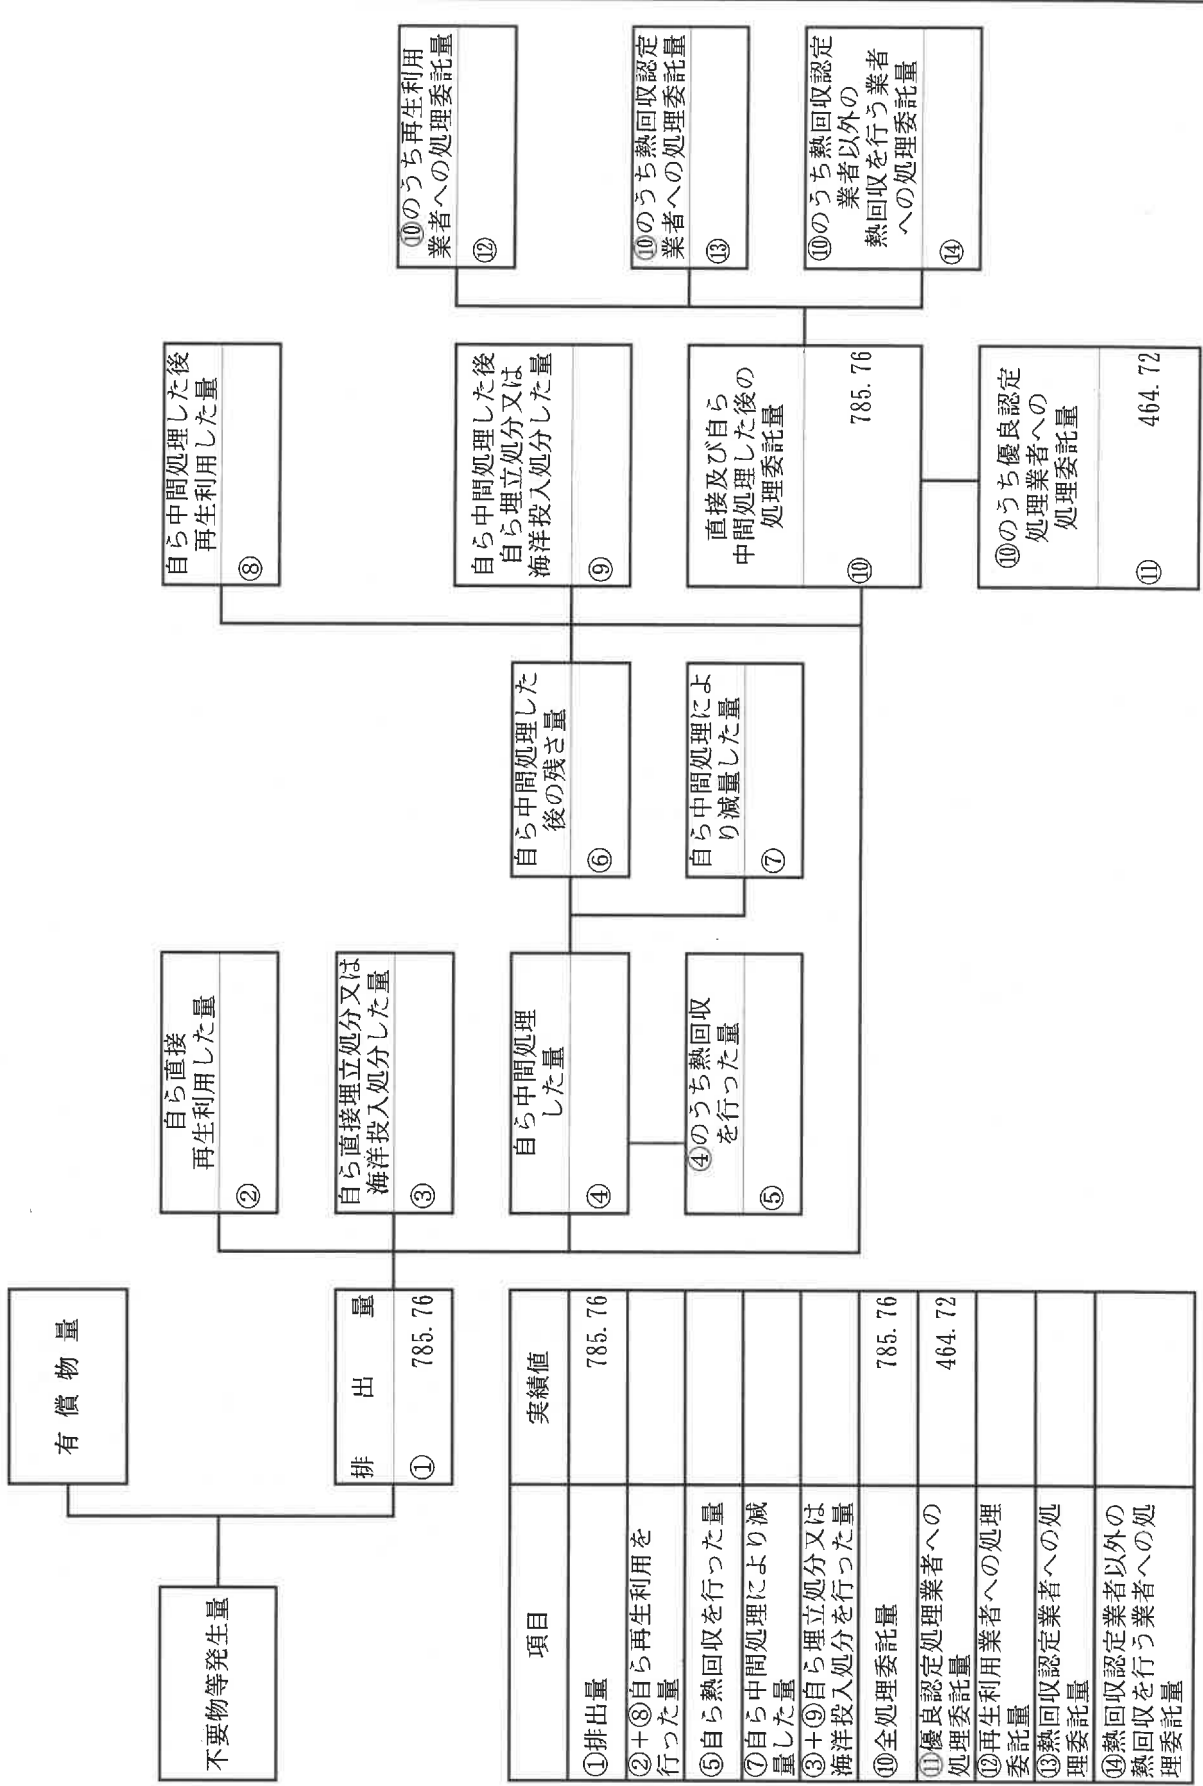 不要物等発生量
有償物量
排出量
① 785.76
自ら直接
再生利用した量
②
自ら直接埋立処分又は
海洋投入処分した量
③
自ら中間処理
した量
④
④のうち熱回収
を行った量
⑤
自ら中間処理した
後の残さ量
⑥
自ら中間処理によ
り減量した量
⑦
自ら中間処理した後
再生利用した量
⑧
自ら中間処理した後
自ら埋立処分又は
海洋投入処分した量
⑨
直接及び自ら
中間処理した後の
処理委託量
⑩ 785.76
⑩のうち優良認定
処理業者への
処理委託量
⑪ 464.72
⑩のうち再生利用
業者への処理委託量
⑫
⑩のうち熱回収認定
業者への処理委託量
⑬
⑩のうち熱回収認定
業者以外の
熱回収を行う業者
への処理委託量
⑭
項目 実績値
①排出量 785.76
②+⑧自ら再生利用を
行った量
⑤自ら熱回収を行った量
⑦自ら中間処理により減
量した量
③+⑨自ら埋立処分又は
海洋投入処分を行った量
⑩全処理委託量 785.76
⑪優良認定処理業者への
処理委託量 464.72
⑫再生利用業者への処理
委託量
⑬熱回収認定業者への処
理委託量
⑭熱回収認定業者以外の
熱回収を行う業者への処
理委託量